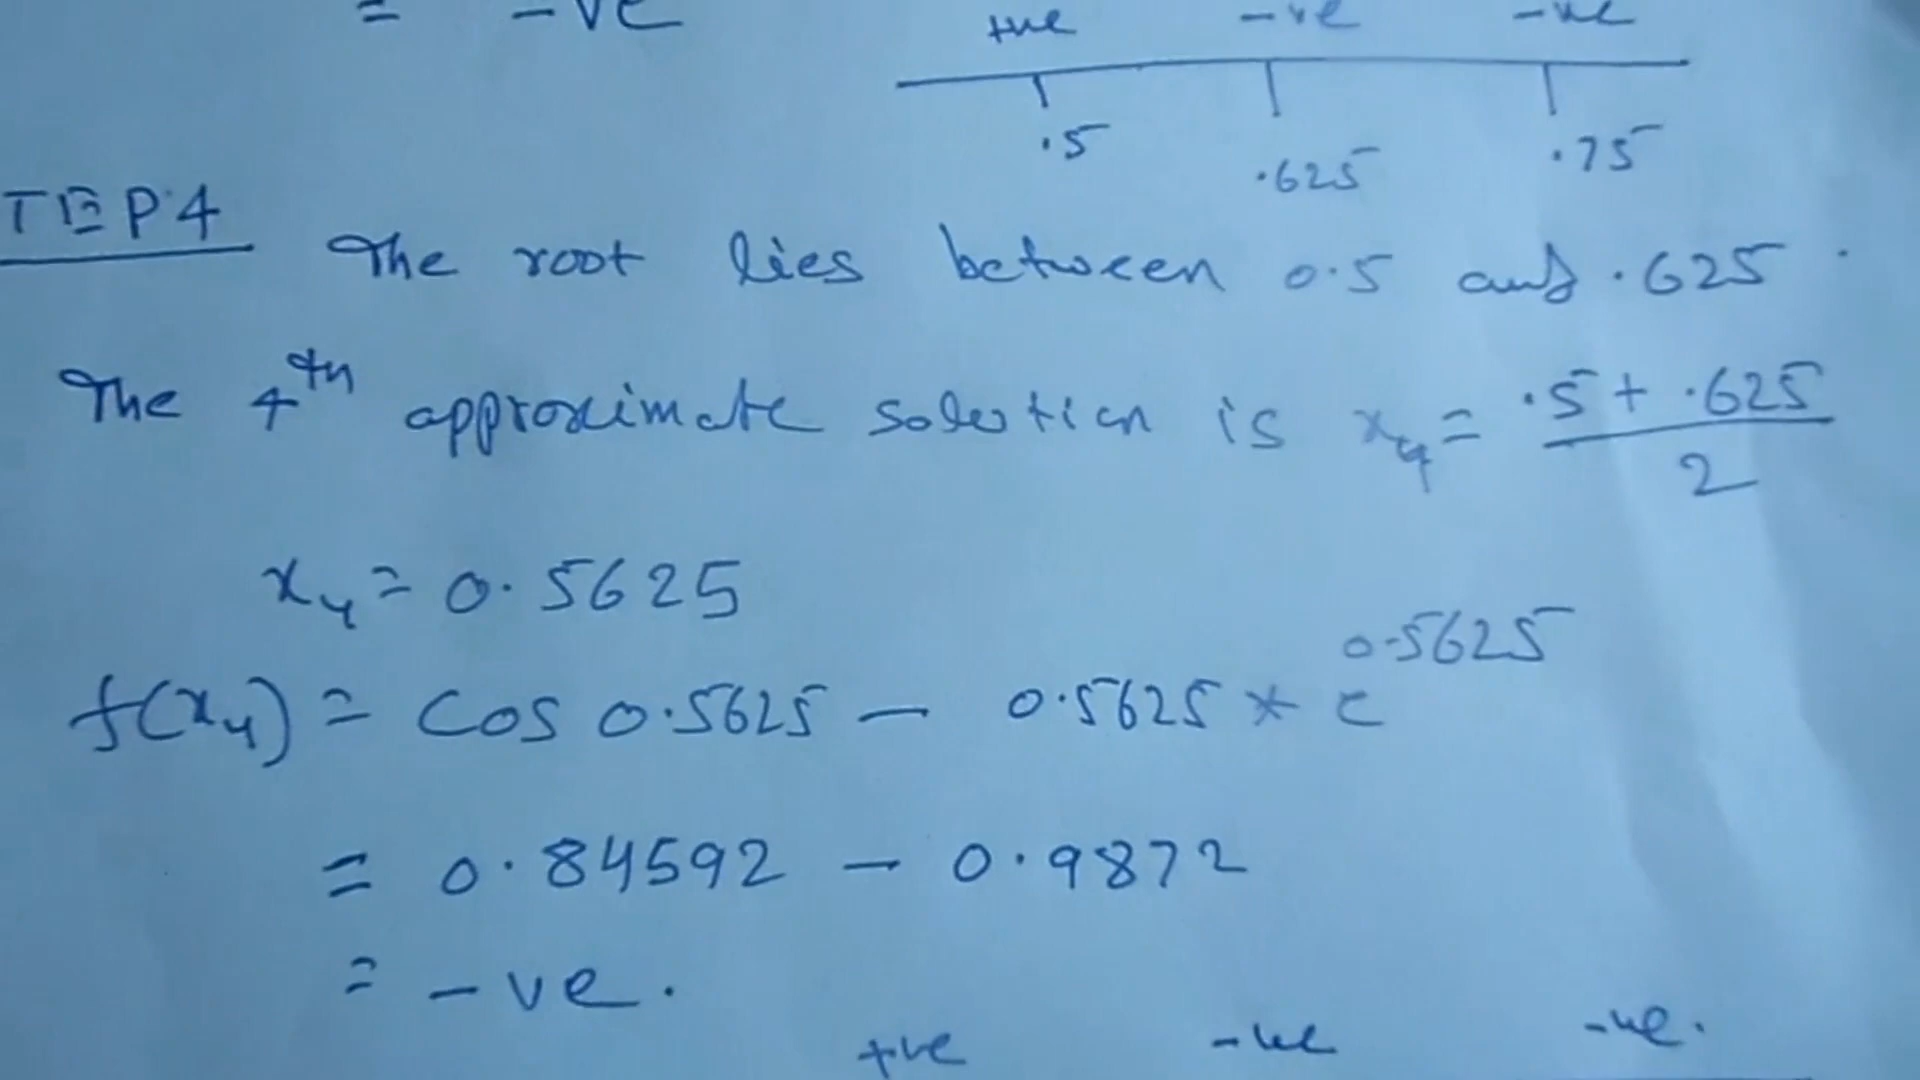 = -ve
+ve -ve -ve
.5 .625 .75
TEP 4
The root lies between 0.5 and .625.
The 4th approximate solution is x4 = .5 + .625 / 2
x4 = 0.5625
f(x4) = Cos 0.5625 - 0.5625 * e^0.5625
= 0.84592 - 0.9872
= -ve.
+ve -ve -ve.